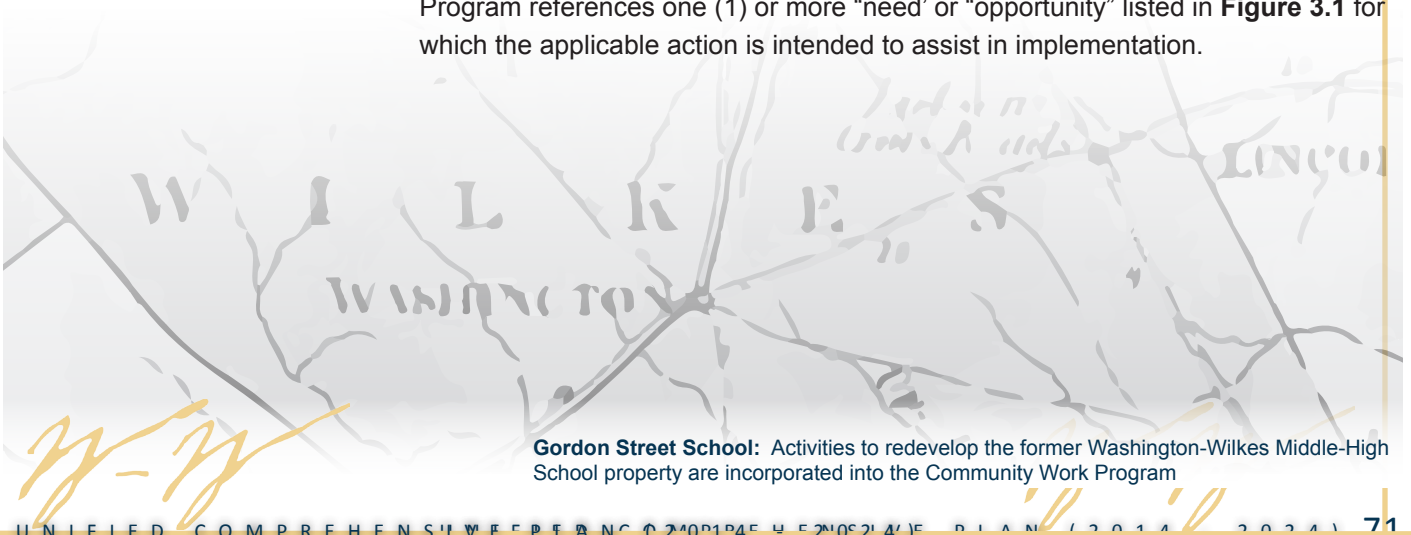 Program references one (1) or more “need’ or “opportunity” listed in Figure 3.1 for
which the applicable action is intended to assist in implementation.
LINCOL
W I L K E S
WASHINGTON
Gordon Street School: Activities to redevelop the former Washington-Wilkes Middle-High
School property are incorporated into the Community Work Program
71